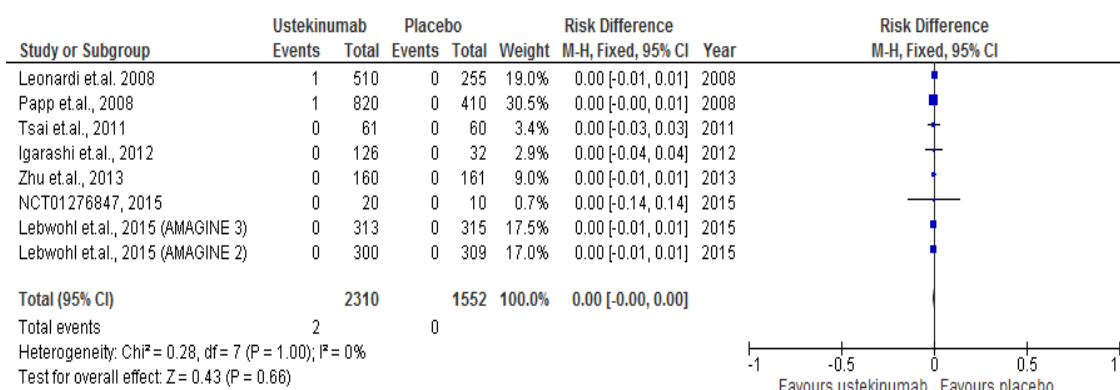 Ustekinumab Placebo Risk Difference Risk Difference
Study or Subgroup Events Total Events Total Weight M-H, Fixed, 95% CI Year M-H, Fixed, 95% CI
Leonardi et.al. 2008 1 510 0 255 19.0% 0.00 [-0.01, 0.01] 2008
Papp et.al., 2008 1 820 0 410 30.5% 0.00 [-0.00, 0.01] 2008
Tsai et.al., 2011 0 61 0 60 3.4% 0.00 [-0.03, 0.03] 2011
Igarashi et.al., 2012 0 126 0 32 2.9% 0.00 [-0.04, 0.04] 2012
Zhu et.al., 2013 0 160 0 161 9.0% 0.00 [-0.01, 0.01] 2013
NCT01276847, 2015 0 20 0 10 0.7% 0.00 [-0.14, 0.14] 2015
Lebwohl et.al., 2015 (AMAGINE 3) 0 313 0 315 17.5% 0.00 [-0.01, 0.01] 2015
Lebwohl et.al., 2015 (AMAGINE 2) 0 300 0 309 17.0% 0.00 [-0.01, 0.01] 2015
Total (95% CI) 2310 1552 100.0% 0.00 [-0.00, 0.00]
Total events 2 0
Heterogeneity: Chi² = 0.28, df = 7 (P = 1.00); I² = 0%
Test for overall effect: Z = 0.43 (P = 0.66)
-1 -0.5 0 0.5 1
Favours ustekinumab Favours placebo